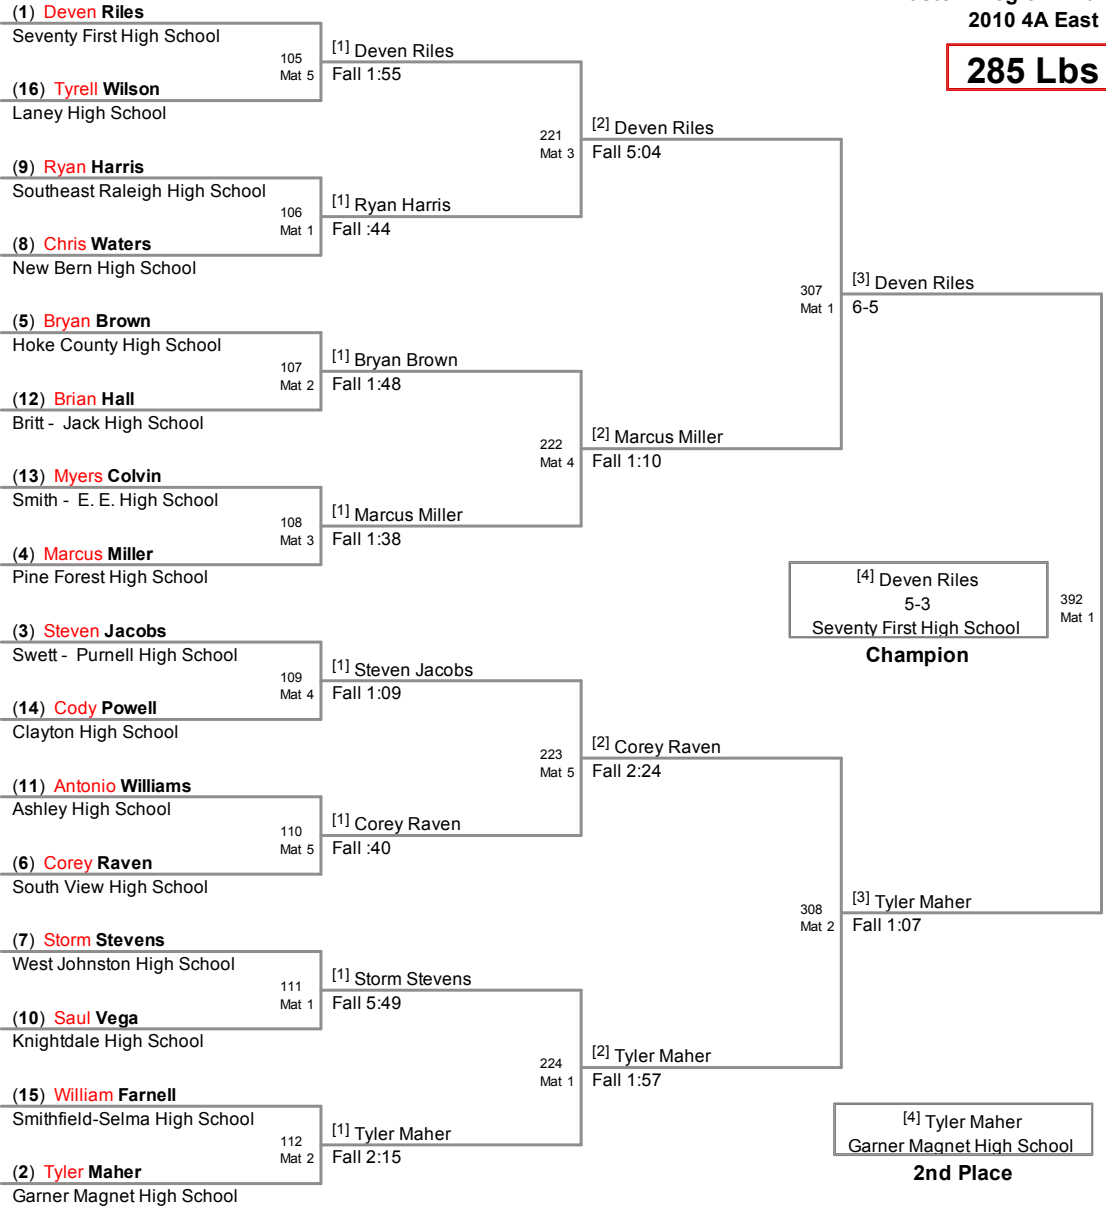 2010 4A East
285 Lbs
(1) Deven Riles
Seventy First High School
105
Mat 5
[1] Deven Riles
Fall 1:55
(16) Tyrell Wilson
Laney High School
221
Mat 3
[2] Deven Riles
Fall 5:04
(9) Ryan Harris
Southeast Raleigh High School
106
Mat 1
[1] Ryan Harris
Fall :44
(8) Chris Waters
New Bern High School
307
Mat 1
[3] Deven Riles
6-5
(5) Bryan Brown
Hoke County High School
107
Mat 2
[1] Bryan Brown
Fall 1:48
(12) Brian Hall
Britt - Jack High School
222
Mat 4
[2] Marcus Miller
Fall 1:10
(13) Myers Colvin
Smith - E. E. High School
108
Mat 3
[1] Marcus Miller
Fall 1:38
(4) Marcus Miller
Pine Forest High School
[4] Deven Riles
5-3
Seventy First High School
Champion
392
Mat 1
(3) Steven Jacobs
Swett - Purnell High School
109
Mat 4
[1] Steven Jacobs
Fall 1:09
(14) Cody Powell
Clayton High School
223
Mat 5
[2] Corey Raven
Fall 2:24
(11) Antonio Williams
Ashley High School
110
Mat 5
[1] Corey Raven
Fall :40
(6) Corey Raven
South View High School
308
Mat 2
[3] Tyler Maher
Fall 1:07
(7) Storm Stevens
West Johnston High School
111
Mat 1
[1] Storm Stevens
Fall 5:49
(10) Saul Vega
Knightdale High School
224
Mat 1
[2] Tyler Maher
Fall 1:57
(15) William Farnell
Smithfield-Selma High School
112
Mat 2
[1] Tyler Maher
Fall 2:15
(2) Tyler Maher
Garner Magnet High School
[4] Tyler Maher
Garner Magnet High School
2nd Place